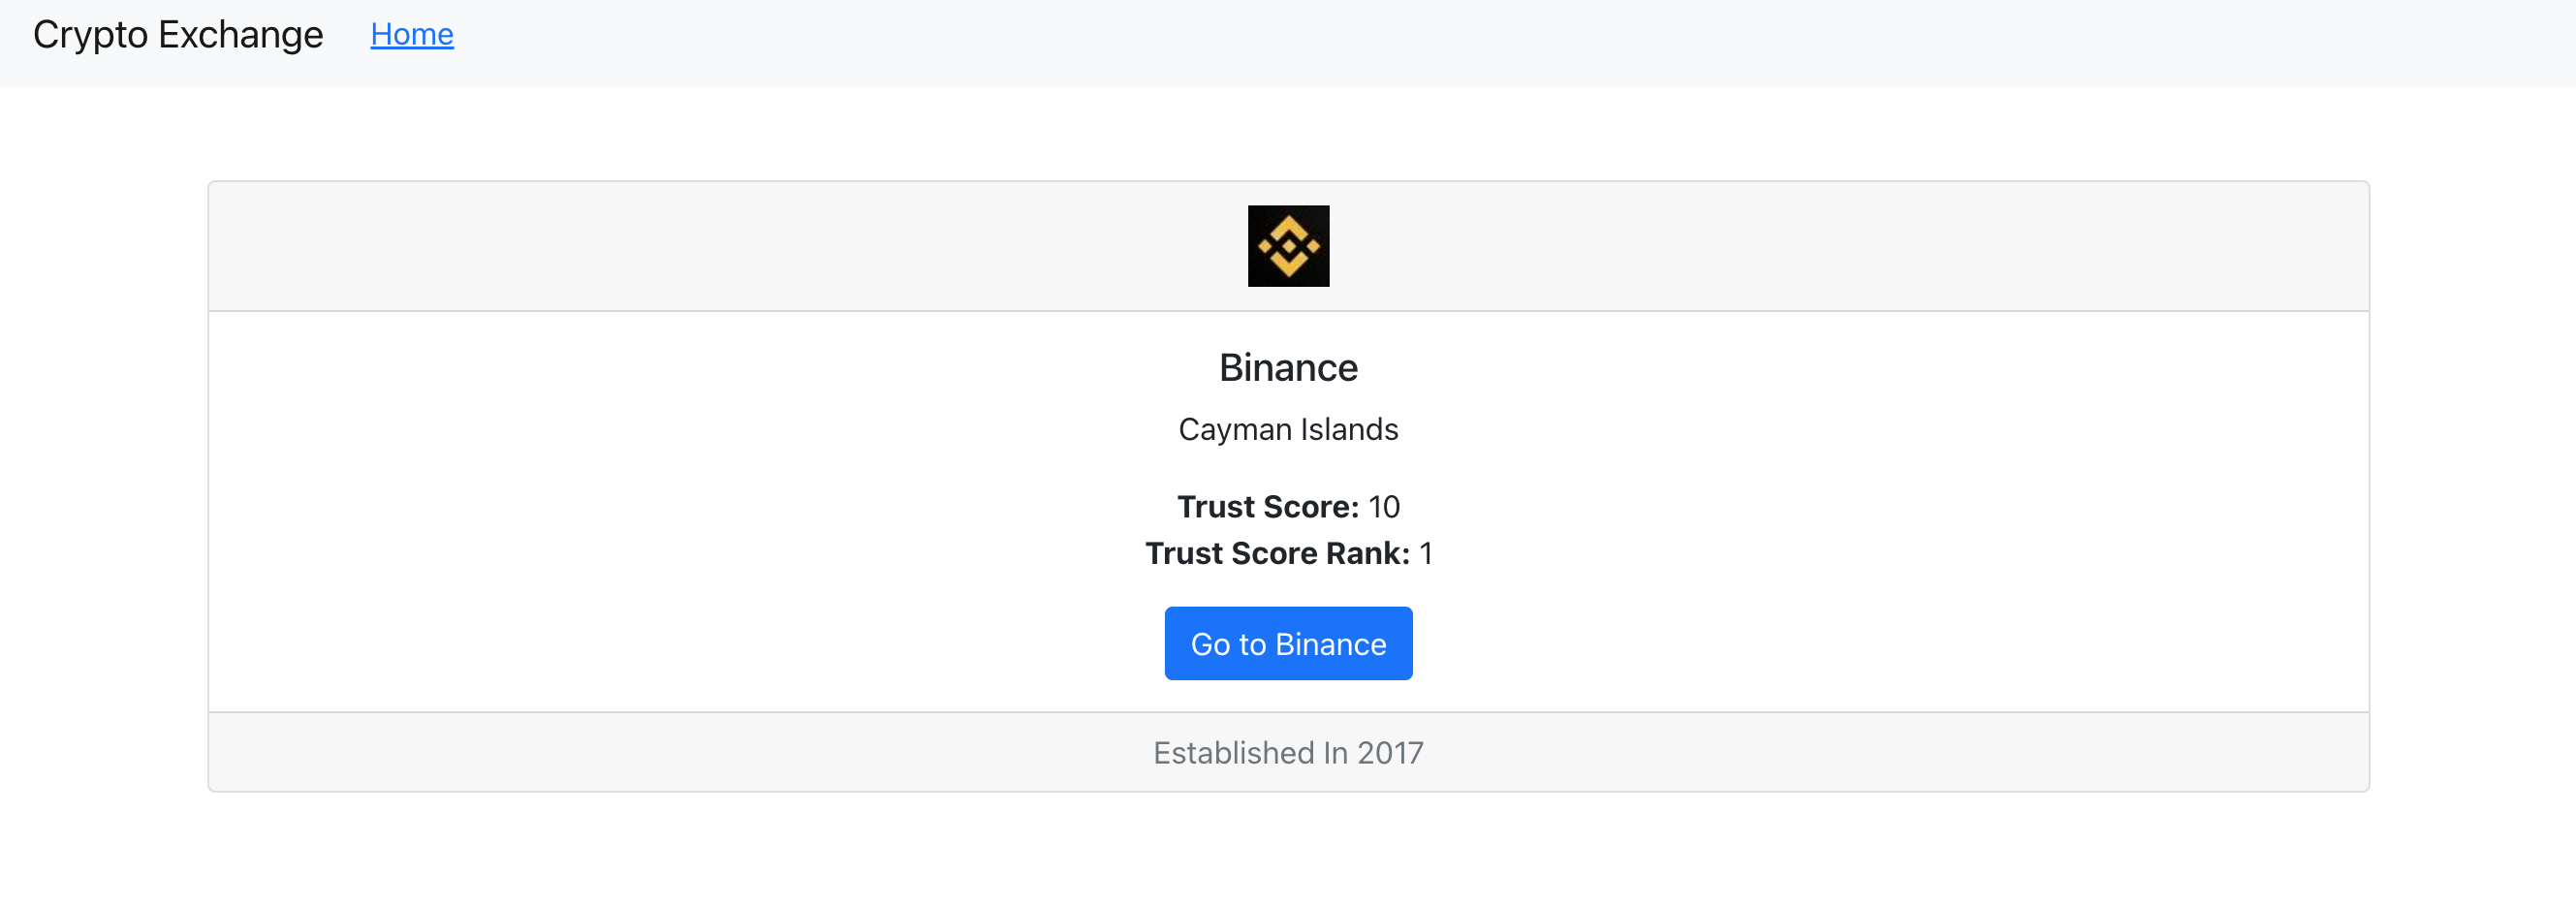 Crypto Exchange Home
Binance
Cayman Islands
Trust Score: 10
Trust Score Rank: 1
Go to Binance
Established In 2017